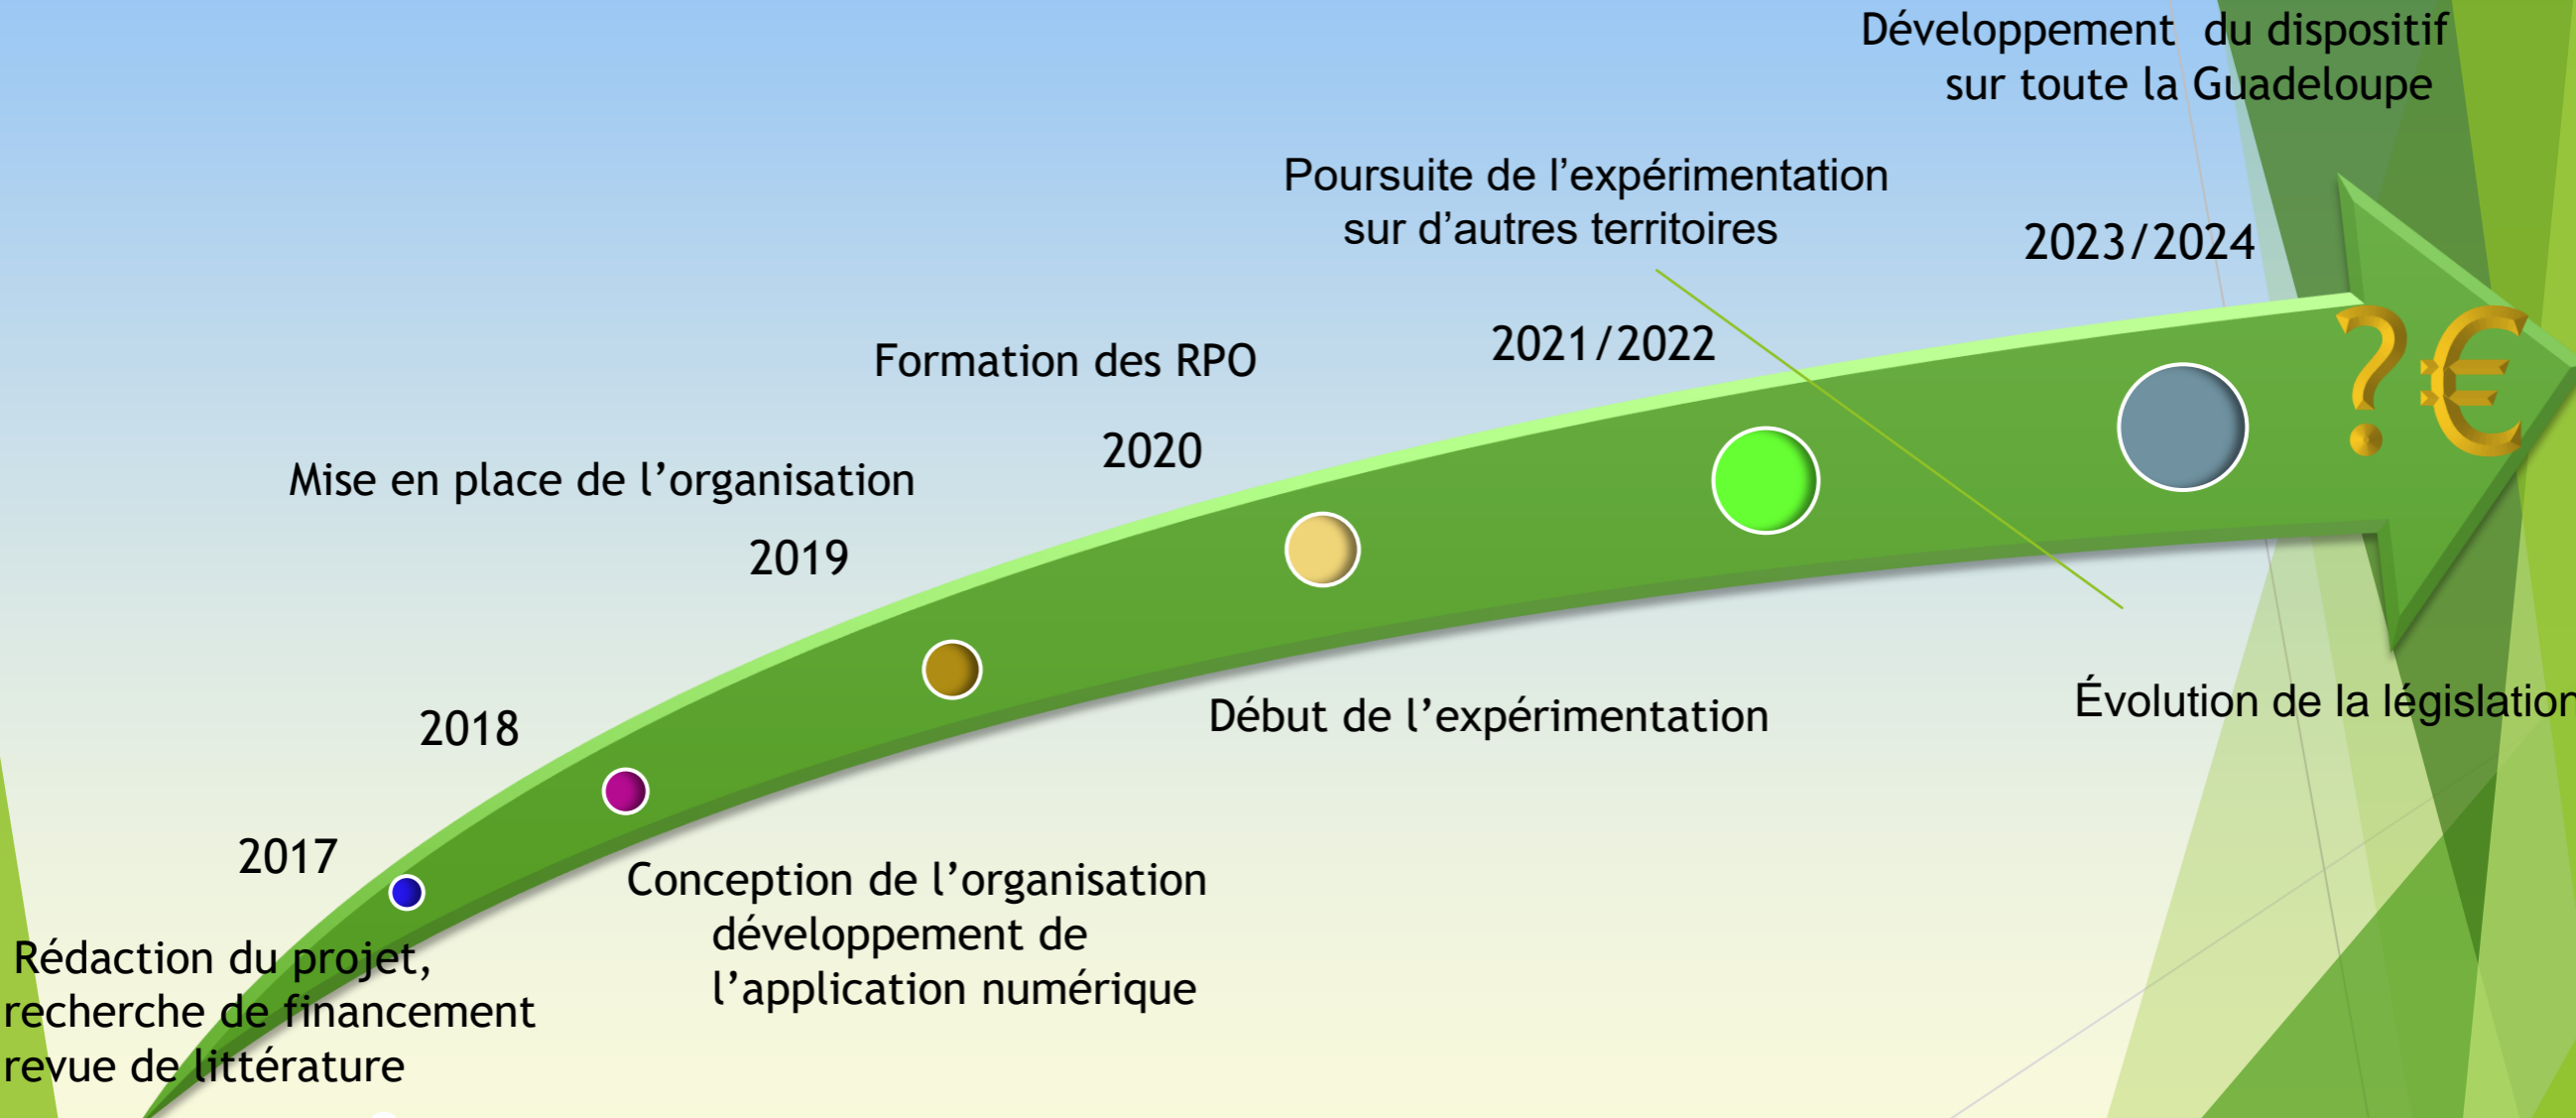 Développement du dispositif
sur toute la Guadeloupe
Poursuite de l’expérimentation
sur d’autres territoires
2023/2024
2021/2022
?€
Formation des RPO
2020
Mise en place de l’organisation
2019
Évolution de la législation
Début de l’expérimentation
2018
2017
Conception de l’organisation
développement de
l’application numérique
Rédaction du projet,
recherche de financement
revue de littérature